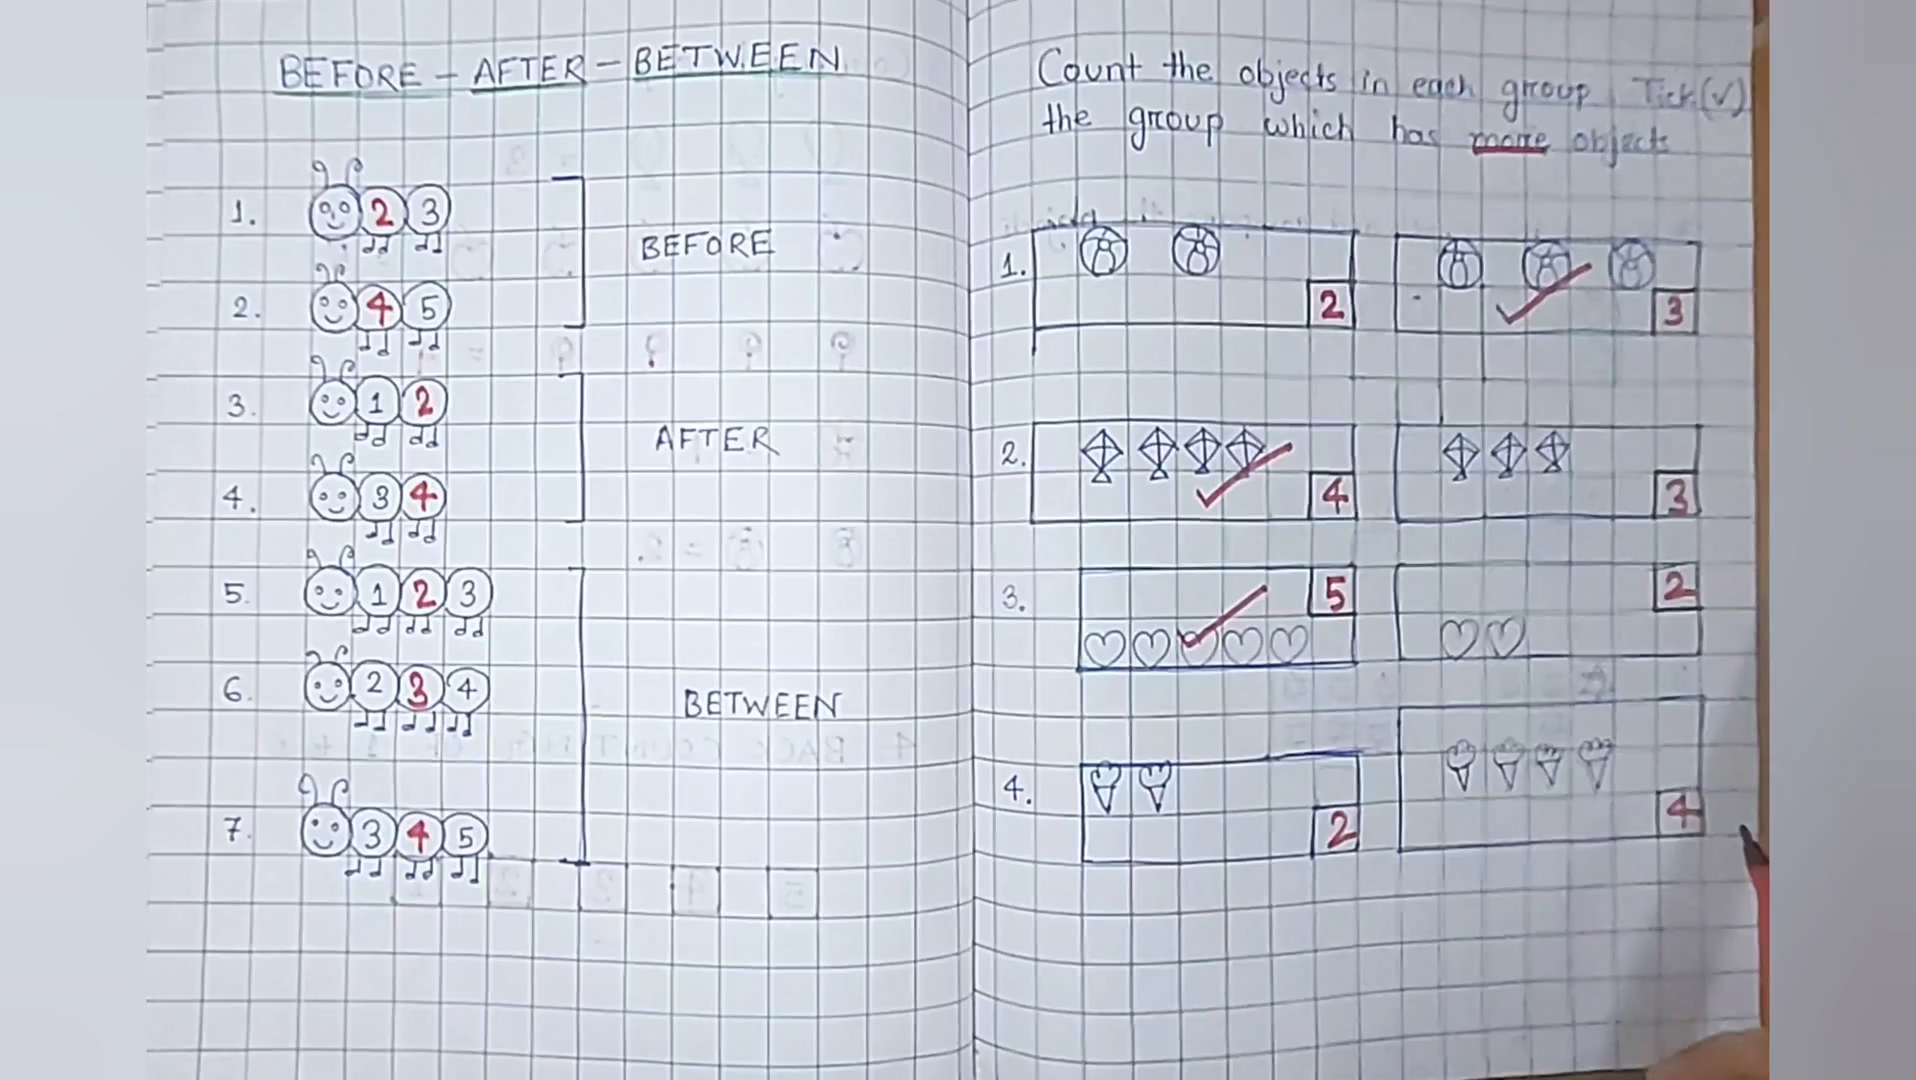 BEFORE - AFTER - BETWEEN
1. 2 3
2. 4 5
BEFORE
3. 1 2
4. 3 4
AFTER
5. 1 2 3
6. 2 3 4
7. 3 4 5
BETWEEN
Count the objects in each group Tick(✓)
the group which has more objects
1. 2 3
2. 4 3
3. 5 2
4. 2 4